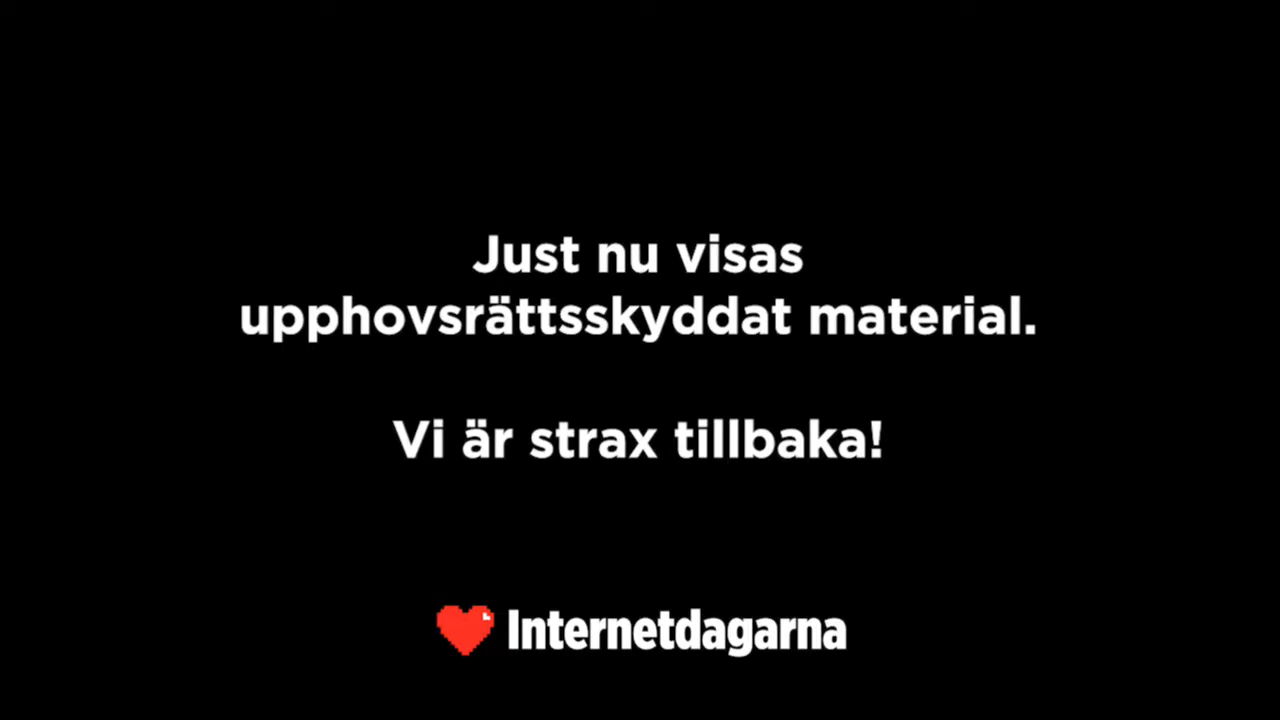 Just nu visas
upphovsrättsskyddat material.
Vi är strax tillbaka!
Internetdagarna